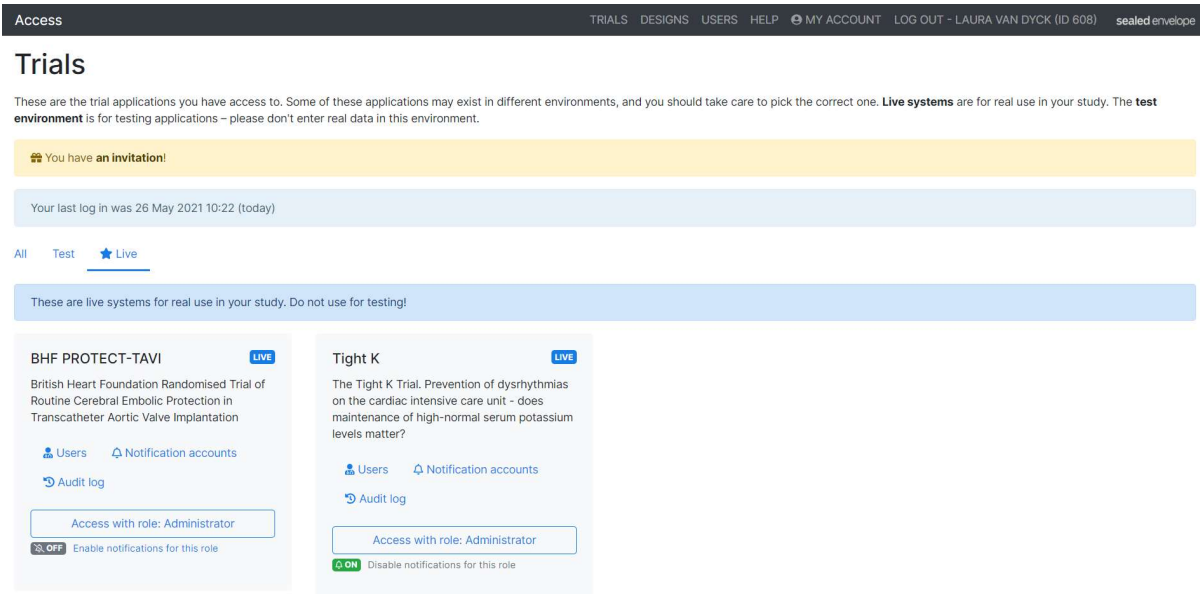 Access
TRIALS DESIGNS USERS HELP MY ACCOUNT LOG OUT - LAURA VAN DYCK (ID 608) sealed envelope
Trials
These are the trial applications you have access to. Some of these applications may exist in different environments, and you should take care to pick the correct one. Live systems are for real use in your study. The test
environment is for testing applications – please don't enter real data in this environment.
You have an invitation!
Your last log in was 26 May 2021 10:22 (today)
All Test Live
These are live systems for real use in your study. Do not use for testing!
BHF PROTECT-TAVI LIVE
British Heart Foundation Randomised Trial of
Routine Cerebral Embolic Protection in
Transcatheter Aortic Valve Implantation
Users Notification accounts
Audit log
Access with role: Administrator
OFF Enable notifications for this role
Tight K LIVE
The Tight K Trial. Prevention of dysrhythmias
on the cardiac intensive care unit - does
maintenance of high-normal serum potassium
levels matter?
Users Notification accounts
Audit log
Access with role: Administrator
ON Disable notifications for this role